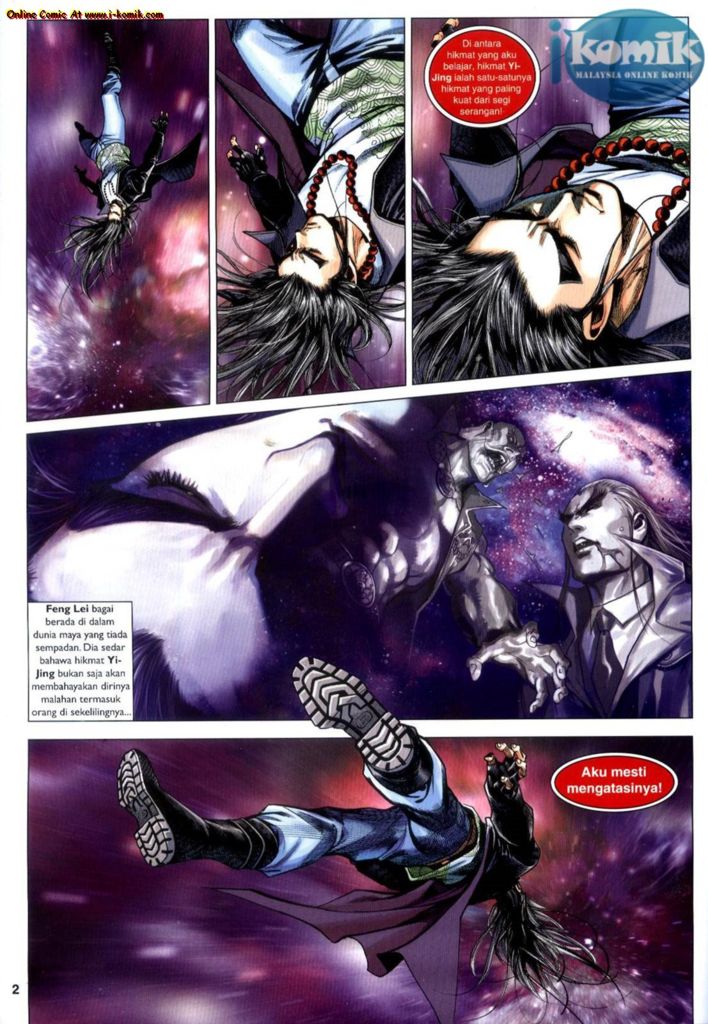 Online Comic At www.i-komik.com
ikomik
MALAYSIA ONLINE KOMIK
Di antara
hikmat yang aku
belajar, hikmat Yi-
Jing ialah satu-satunya
hikmat yang paling
kuat dari segi
serangan!
Feng Lei bagai
berada di dalam
dunia maya yang tiada
sempadan. Dia sedar
bahawa hikmat Yi-
Jing bukan saja akan
membahayakan dirinya
malahan termasuk
orang di sekelilingnya...
Aku mesti
mengatasinya!
2